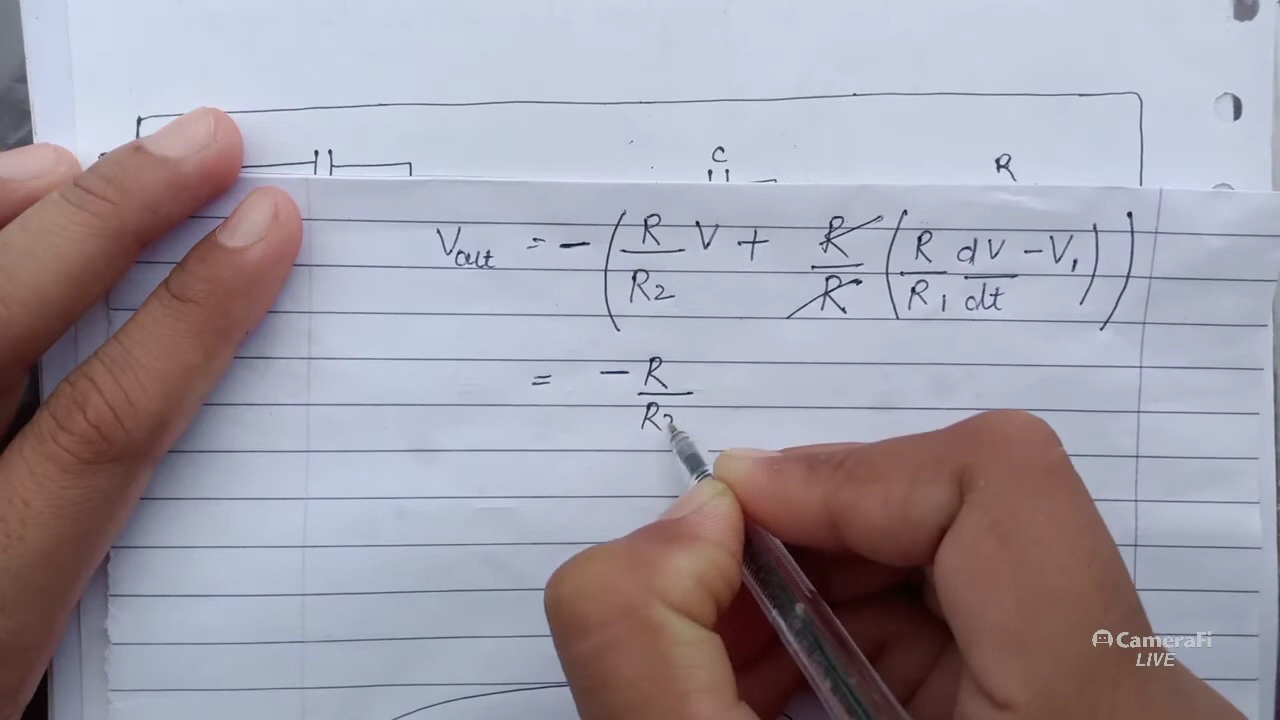 C
R
Vout = - ( R/R2 V + R/R ( R/R1 dV/dt - V1 ) )
= - R/R2
CameraFi
LIVE